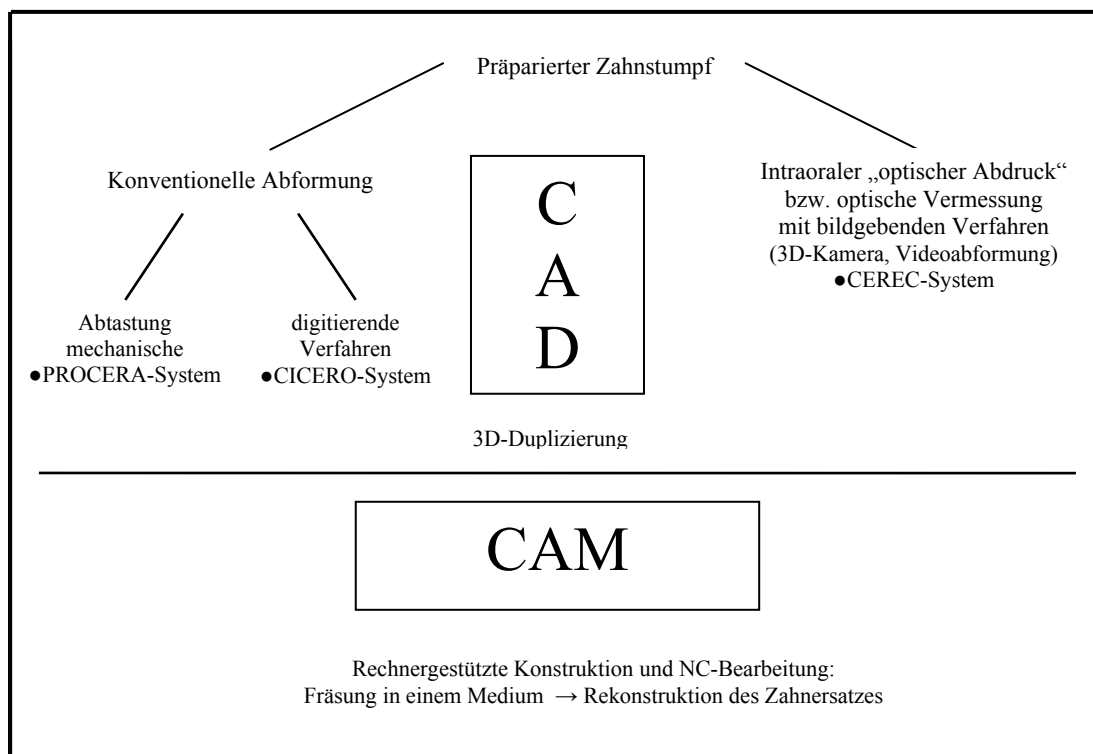 Präparierter Zahnstumpf
Konventionelle Abformung
Abtastung
mechanische
●PROCERA-System
digitierende
Verfahren
●CICERO-System
C
A
D
3D-Duplizierung
Intraoraler „optischer Abdruck“
bzw. optische Vermessung
mit bildgebenden Verfahren
(3D-Kamera, Videoabformung)
●CEREC-System
CAM
Rechnergestützte Konstruktion und NC-Bearbeitung:
Fräsung in einem Medium → Rekonstruktion des Zahnersatzes